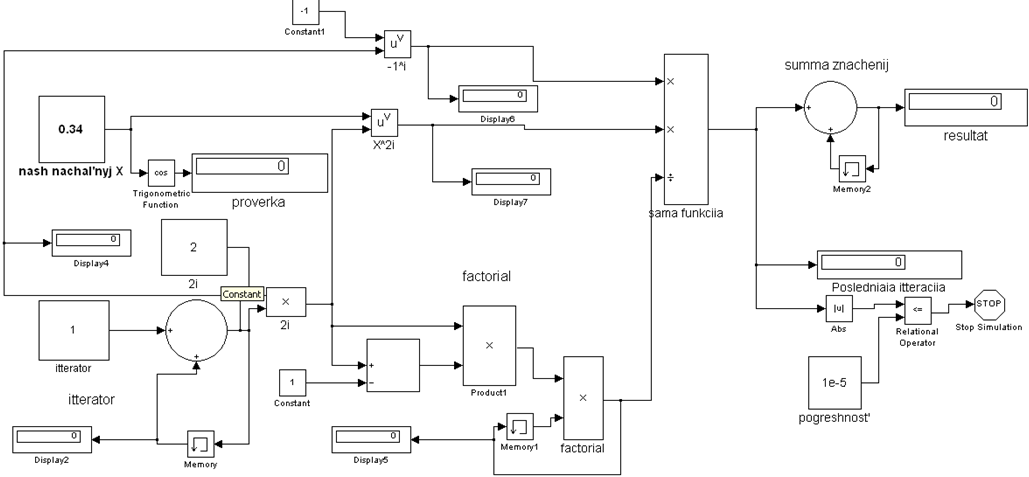 -1
Constant1
u^v
-1^i
0
Display6
summa znachenij
+
+
0
resultat
Memory2
0.34
nash nachal'nyj X
u^v
X^2i
0
Display7
cos
Trigonometric
Function
0
proverka
×
×
÷
sama funkciia
0
Display4
2
2i
Constant
×
2i
1
itterator
+
+
itterator
0
Display2
Memory
factorial
+
−
1
Constant
×
Product1
×
factorial
Memory1
0
Display5
0
Posledniaia itteraciia
|u|
Abs
<=
Relational
Operator
STOP
Stop Simulation
1e-5
pogreshnost'